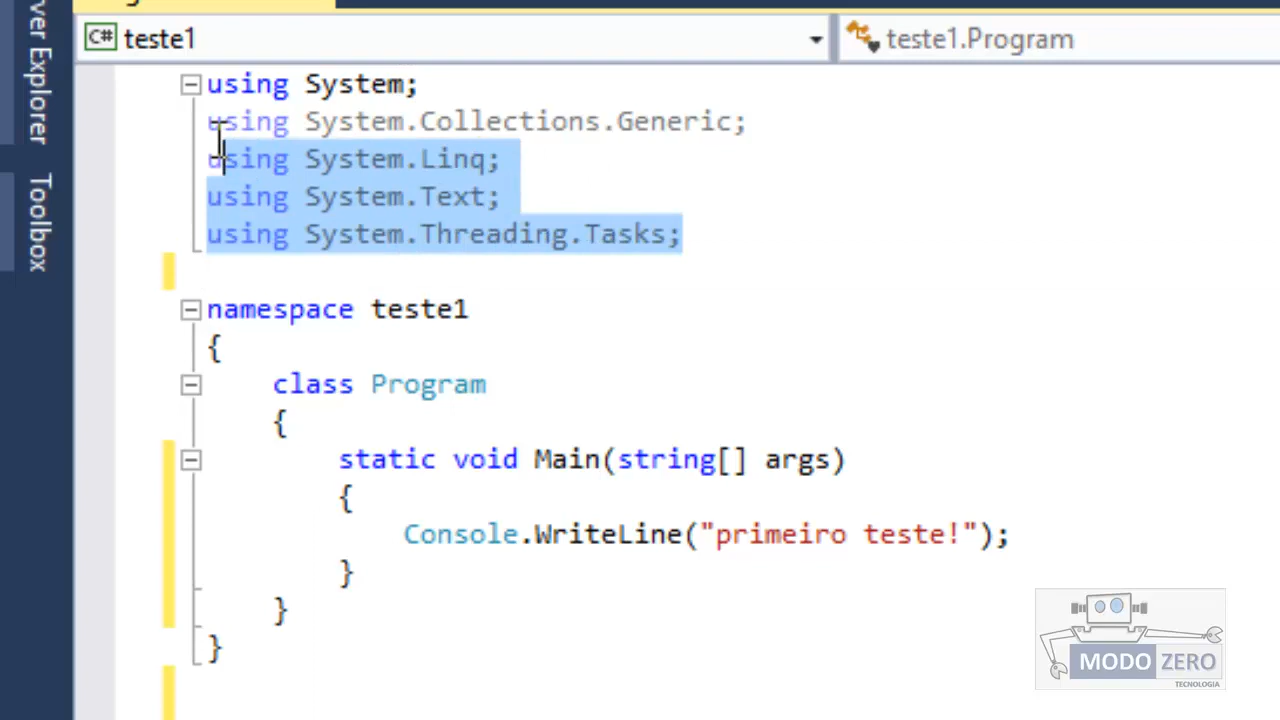 ver Explorer
Toolbox
C# teste1
teste1.Program
using System;
using System.Collections.Generic;
using System.Linq;
using System.Text;
using System.Threading.Tasks;
namespace teste1
{
class Program
{
static void Main(string[] args)
{
Console.WriteLine("primeiro teste!");
}
}
}
MODO ZERO
TECNOLOGIA